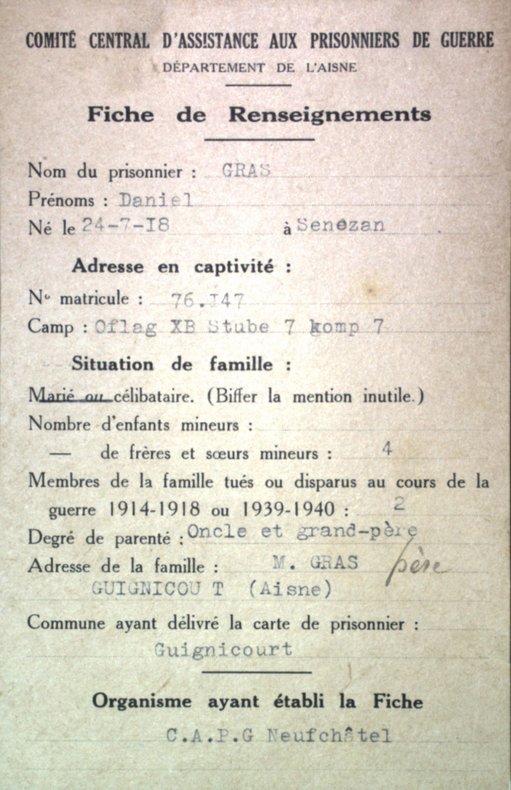 COMITÉ CENTRAL D'ASSISTANCE AUX PRISONNIERS DE GUERRE
DÉPARTEMENT DE L'AISNE
Fiche de Renseignements
Nom du prisonnier : GRAS
Prénoms : Daniel
Né le 24-7-I8 à Senozan
Adresse en captivité :
No matricule : 76.147
Camp : Oflag XB Stube 7 komp 7
Situation de famille :
Marié ou célibataire. (Biffer la mention inutile.)
Nombre d'enfants mineurs :
— de frères et sœurs mineurs : 4
Membres de la famille tués ou disparus au cours de la
guerre 1914-1918 ou 1939-1940 : 2
Degré de parenté : Oncle et grand-père
Adresse de la famille : M. GRAS père
GUIGNICOU T (Aisne)
Commune ayant délivré la carte de prisonnier :
Guignicourt
Organisme ayant établi la Fiche
C.A.P.G Neufchâtel